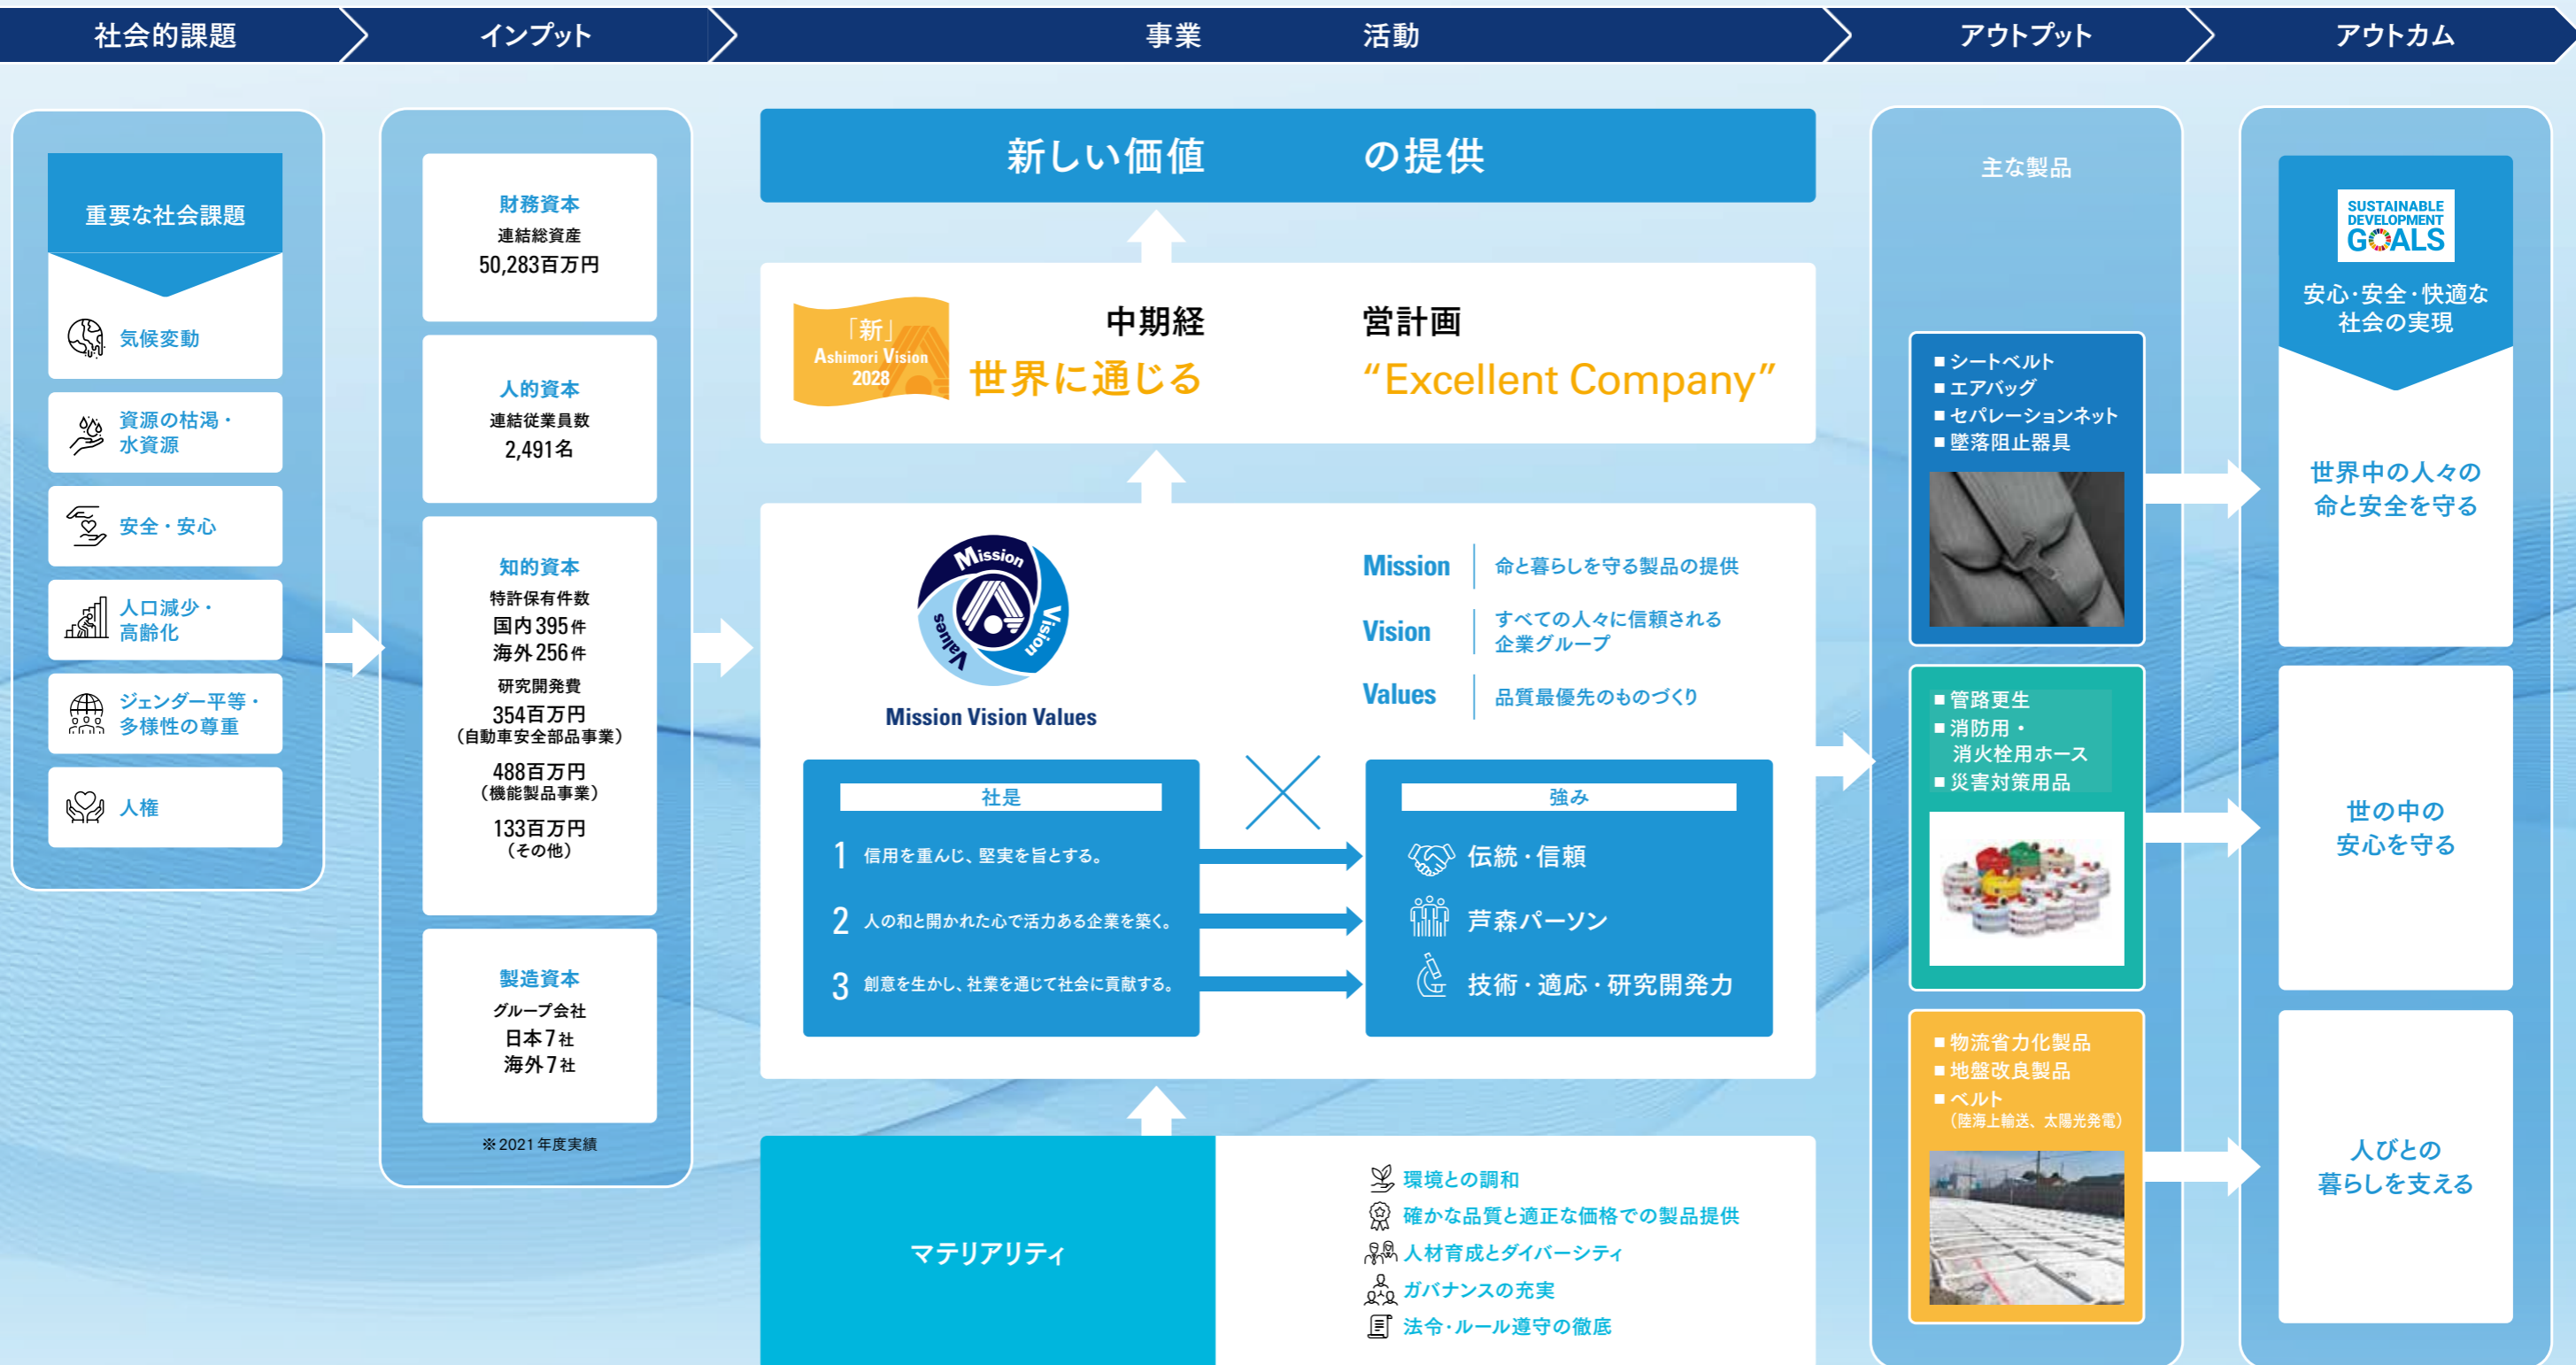 社会的課題
インプット
事業 活動
アウトプット
アウトカム
重要な社会課題
気候変動
資源の枯渇・
水資源
安全・安心
人口減少・
高齢化
ジェンダー平等・
多様性の尊重
人権
財務資本
連結総資産
50,283百万円
人的資本
連結従業員数
2,491名
知的資本
特許保有件数
国内395件
海外256件
研究開発費
354百万円
（自動車安全部品事業）
488百万円
（機能製品事業）
133百万円
（その他）
製造資本
グループ会社
日本7社
海外7社
※2021年度実績
新しい価値 の提供
「新」
Ashimori Vision
2028
中期経 営計画
世界に通じる “Excellent Company”
Mission
Vision
Values
Mission Vision Values
Mission 命と暮らしを守る製品の提供
Vision すべての人々に信頼される
企業グループ
Values 品質最優先のものづくり
社是
1 信用を重んじ、堅実を旨とする。
2 人の和と開かれた心で活力ある企業を築く。
3 創意を生かし、社業を通じて社会に貢献する。
強み
伝統・信頼
芦森パーソン
技術・適応・研究開発力
マテリアリティ
環境との調和
確かな品質と適正な価格での製品提供
人材育成とダイバーシティ
ガバナンスの充実
法令・ルール遵守の徹底
主な製品
■ シートベルト
■ エアバッグ
■ セパレーションネット
■ 墜落阻止器具
■ 管路更生
■ 消防用・
消火栓用ホース
■ 災害対策用品
■ 物流省力化製品
■ 地盤改良製品
■ ベルト
（陸海上輸送、太陽光発電）
SUSTAINABLE
DEVELOPMENT
GOALS
安心・安全・快適な
社会の実現
世界中の人々の
命と安全を守る
世の中の
安心を守る
人びとの
暮らしを支える